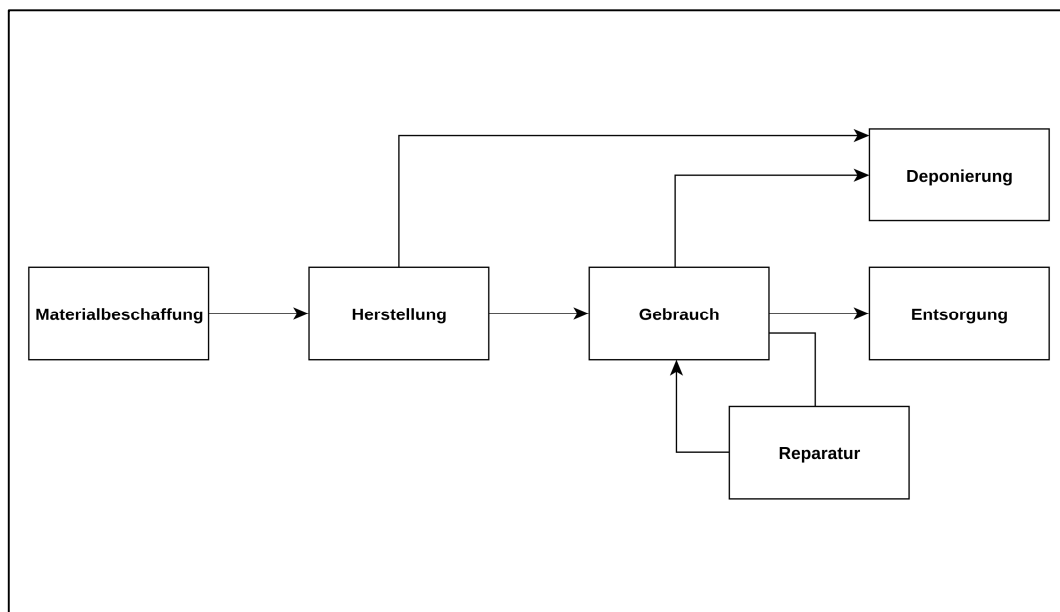 Deponierung
Materialbeschaffung
Herstellung
Gebrauch
Entsorgung
Reparatur